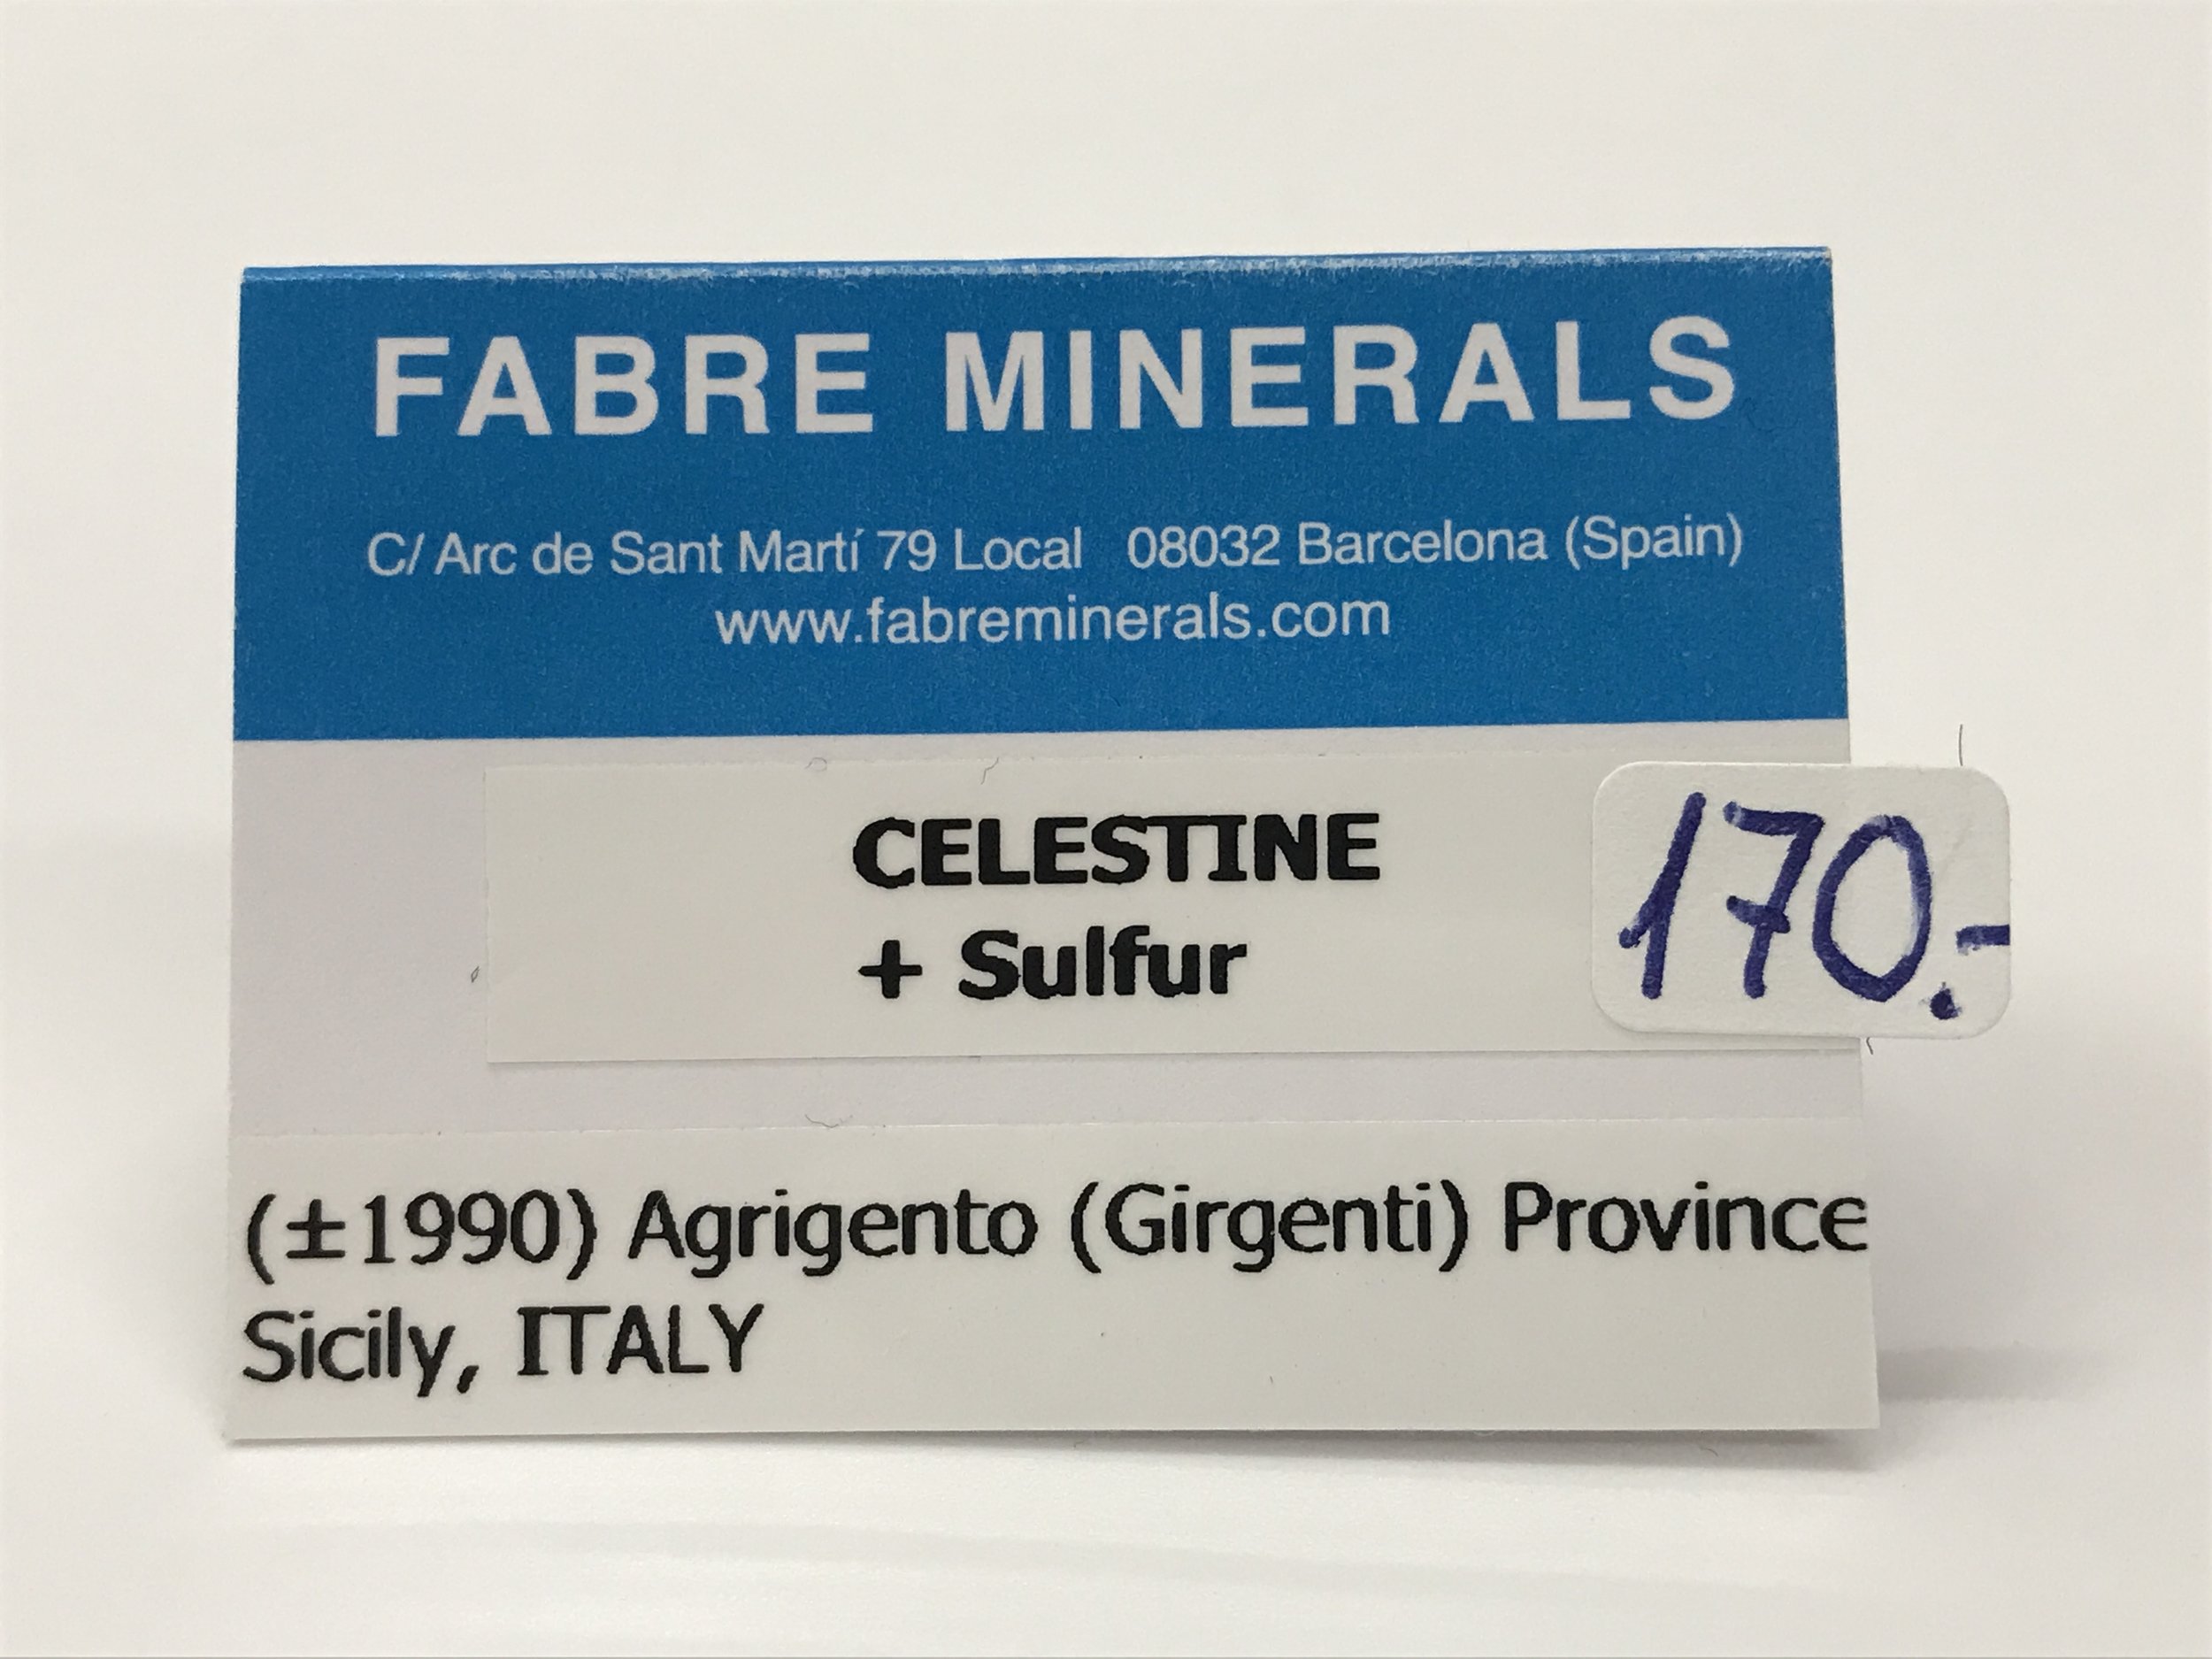 FABRE MINERALS
C/ Arc de Sant Martí 79 Local 08032 Barcelona (Spain)
www.fabreminerals.com
CELESTINE
+ Sulfur
170.-
(±1990) Agrigento (Girgenti) Province
Sicily, ITALY